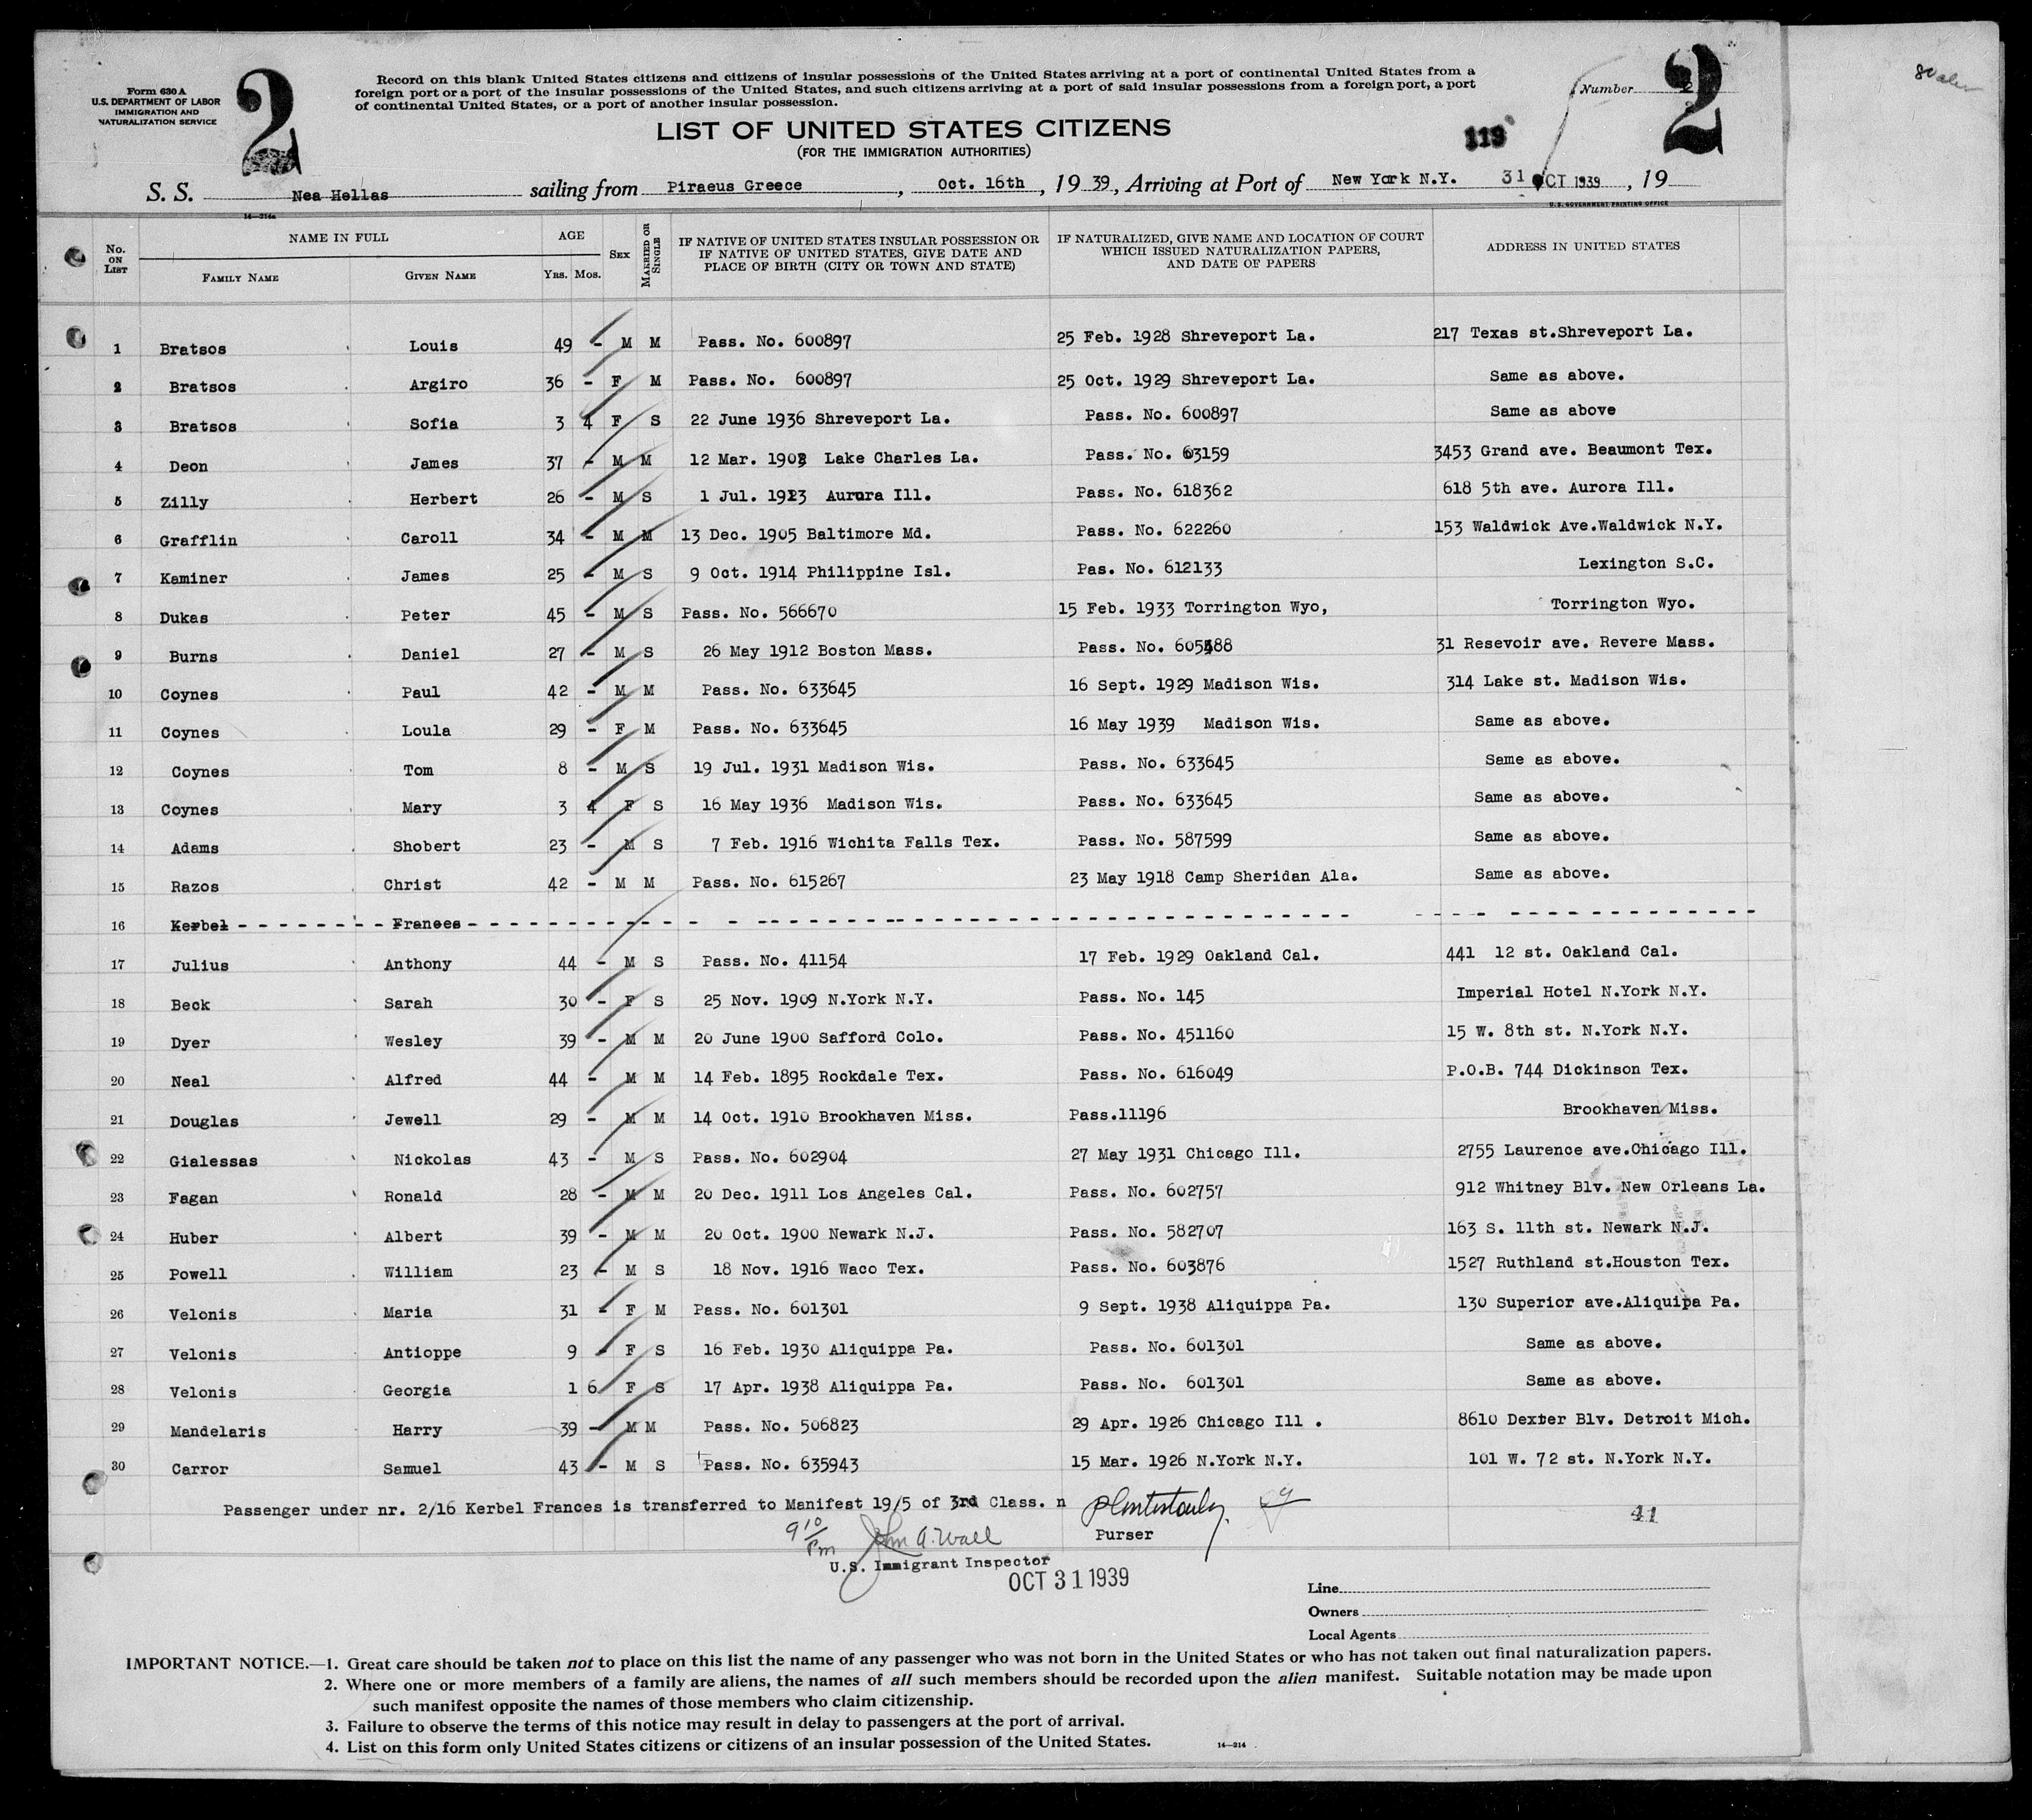 Form 630 A
U.S. DEPARTMENT OF LABOR
IMMIGRATION AND
NATURALIZATION SERVICE
2
Record on this blank United States citizens and citizens of insular possessions of the United States arriving at a port of continental United States from a
foreign port or a port of the insular possessions of the United States, and such citizens arriving at a port of said insular possessions from a foreign port, a port
of continental United States, or a port of another insular possession.
Number 2
2
LIST OF UNITED STATES CITIZENS
(FOR THE IMMIGRATION AUTHORITIES)
119
S. S. Nea Hellas sailing from Piraeus Greece, Oct. 16th, 19 39, Arriving at Port of New York N.Y. 31 OCT 1939, 19
14—214a
U.S. GOVERNMENT PRINTING OFFICE
No. ON LIST NAME IN FULL FAMILY NAME GIVEN NAME AGE YRS. MOS. SEX MARRIED OR SINGLE IF NATIVE OF UNITED STATES INSULAR POSSESSION OR IF NATIVE OF UNITED STATES, GIVE DATE AND PLACE OF BIRTH (CITY OR TOWN AND STATE) IF NATURALIZED, GIVE NAME AND LOCATION OF COURT WHICH ISSUED NATURALIZATION PAPERS, AND DATE OF PAPERS ADDRESS IN UNITED STATES
1 Bratsos Louis 49 - M M Pass. No. 600897 25 Feb. 1928 Shreveport La. 217 Texas st.Shreveport La.
2 Bratsos Argiro 36 - F M Pass. No. 600897 25 Oct. 1929 Shreveport La. Same as above.
3 Bratsos Sofia 3 4 F S 22 June 1936 Shreveport La. Pass. No. 600897 Same as above
4 Deon James 37 - M M 12 Mar. 1902 Lake Charles La. Pass. No. 63159 3453 Grand ave. Beaumont Tex.
5 Zilly Herbert 26 - M S 1 Jul. 1913 Aurora Ill. Pass. No. 618362 618 5th ave. Aurora Ill.
6 Grafflin Caroll 34 - M M 13 Dec. 1905 Baltimore Md. Pass. No. 622260 153 Waldwick Ave.Waldwick N.Y.
7 Kaminer James 25 - M S 9 Oct. 1914 Philippine Isl. Pas. No. 612133 Lexington S.C.
8 Dukas Peter 45 - M S Pass. No. 566670 15 Feb. 1933 Torrington Wyo, Torrington Wyo.
9 Burns Daniel 27 - M S 26 May 1912 Boston Mass. Pass. No. 605488 31 Resevoir ave. Revere Mass.
10 Coynes Paul 42 - M M Pass. No. 633645 16 Sept. 1929 Madison Wis. 314 Lake st. Madison Wis.
11 Coynes Loula 29 - F M Pass. No. 633645 16 May 1939 Madison Wis. Same as above.
12 Coynes Tom 8 - M S 19 Jul. 1931 Madison Wis. Pass. No. 633645 Same as above.
13 Coynes Mary 3 4 F S 16 May 1936 Madison Wis. Pass. No. 633645 Same as above.
14 Adams Shobert 23 - M S 7 Feb. 1916 Wichita Falls Tex. Pass. No. 587599 Same as above.
15 Razos Christ 42 - M M Pass. No. 615267 23 May 1918 Camp Sheridan Ala. Same as above.
16 Kerbel - - - - - - - - Frances - - - - - - - - - - - - - - - -
17 Julius Anthony 44 - M S Pass. No. 41154 17 Feb. 1929 Oakland Cal. 441 12 st. Oakland Cal.
18 Beck Sarah 30 - F S 25 Nov. 1909 N.York N.Y. Pass. No. 145 Imperial Hotel N.York N.Y.
19 Dyer Wesley 39 - M M 20 June 1900 Safford Colo. Pass. No. 451160 15 W. 8th st. N.York N.Y.
20 Neal Alfred 44 - M M 14 Feb. 1895 Rockdale Tex. Pass. No. 616049 P.O.B. 744 Dickinson Tex.
21 Douglas Jewell 29 - M M 14 Oct. 1910 Brookhaven Miss. Pass.11196 Brookhaven Miss.
22 Gialessas Nickolas 43 - M S Pass. No. 602904 27 May 1931 Chicago Ill. 2755 Laurence ave.Chicago Ill.
23 Fagan Ronald 28 - M M 20 Dec. 1911 Los Angeles Cal. Pass. No. 602757 912 Whitney Blv. New Orleans La.
24 Huber Albert 39 - M M 20 Oct. 1900 Newark N.J. Pass. No. 582707 163 S. 11th st. Newark N.J.
25 Powell William 23 - M S 18 Nov. 1916 Waco Tex. Pass. No. 603876 1527 Ruthland st.Houston Tex.
26 Velonis Maria 31 - F M Pass. No. 601301 9 Sept. 1938 Aliquippa Pa. 130 Superior ave.Aliquipa Pa.
27 Velonis Antioppe 9 - F S 16 Feb. 1930 Aliquippa Pa. Pass. No. 601301 Same as above.
28 Velonis Georgia 1 6 F S 17 Apr. 1938 Aliquippa Pa. Pass. No. 601301 Same as above.
29 Mandelaris Harry 39 - M M Pass. No. 506823 29 Apr. 1926 Chicago Ill . 8610 Dexter Blv. Detroit Mich.
30 Carror Samuel 43 - M S Pass. No. 635943 15 Mar. 1926 N.York N.Y. 101 W. 72 st. N.York N.Y.
Passenger under nr. 2/16 Kerbel Frances is transferred to Manifest 19/5 of 3rd Class. n
41
Purser
9 10/Pm John A. Wall
U.S. Immigrant Inspector
OCT 31 1939
Line
Owners
Local Agents
IMPORTANT NOTICE.—1. Great care should be taken not to place on this list the name of any passenger who was not born in the United States or who has not taken out final naturalization papers.
2. Where one or more members of a family are aliens, the names of all such members should be recorded upon the alien manifest. Suitable notation may be made upon
such manifest opposite the names of those members who claim citizenship.
3. Failure to observe the terms of this notice may result in delay to passengers at the port of arrival.
4. List on this form only United States citizens or citizens of an insular possession of the United States.
14—214